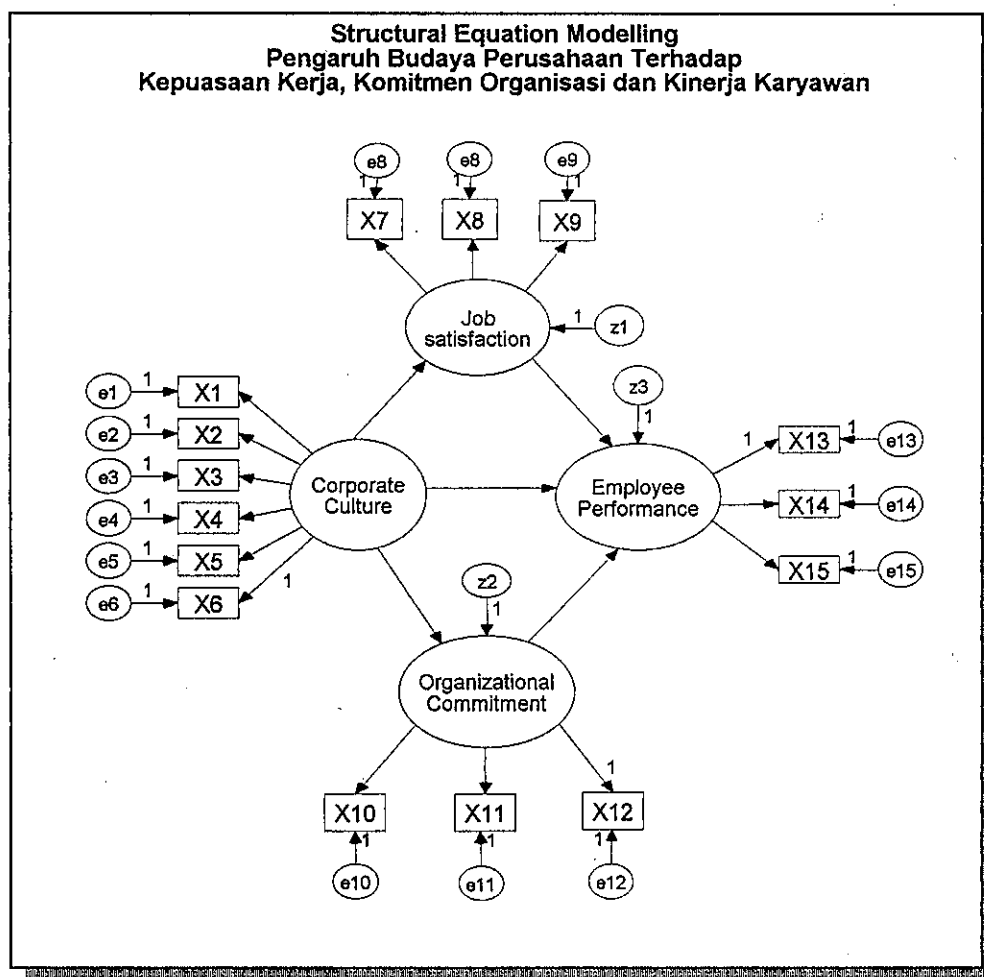 Structural Equation Modelling
Pengaruh Budaya Perusahaan Terhadap
Kepuasaan Kerja, Komitmen Organisasi dan Kinerja Karyawan
e8
e8
e9
1
1
1
X7
X8
X9
Job
satisfaction
1
z1
e1
1
X1
e2
1
X2
e3
1
X3
e4
1
X4
e5
1
X5
e6
1
X6
1
Corporate
Culture
z3
1
Employee
Performance
1
X13
1
e13
X14
1
e14
X15
1
e15
z2
1
Organizational
Commitment
1
X10
X11
X12
1
1
1
e10
e11
e12